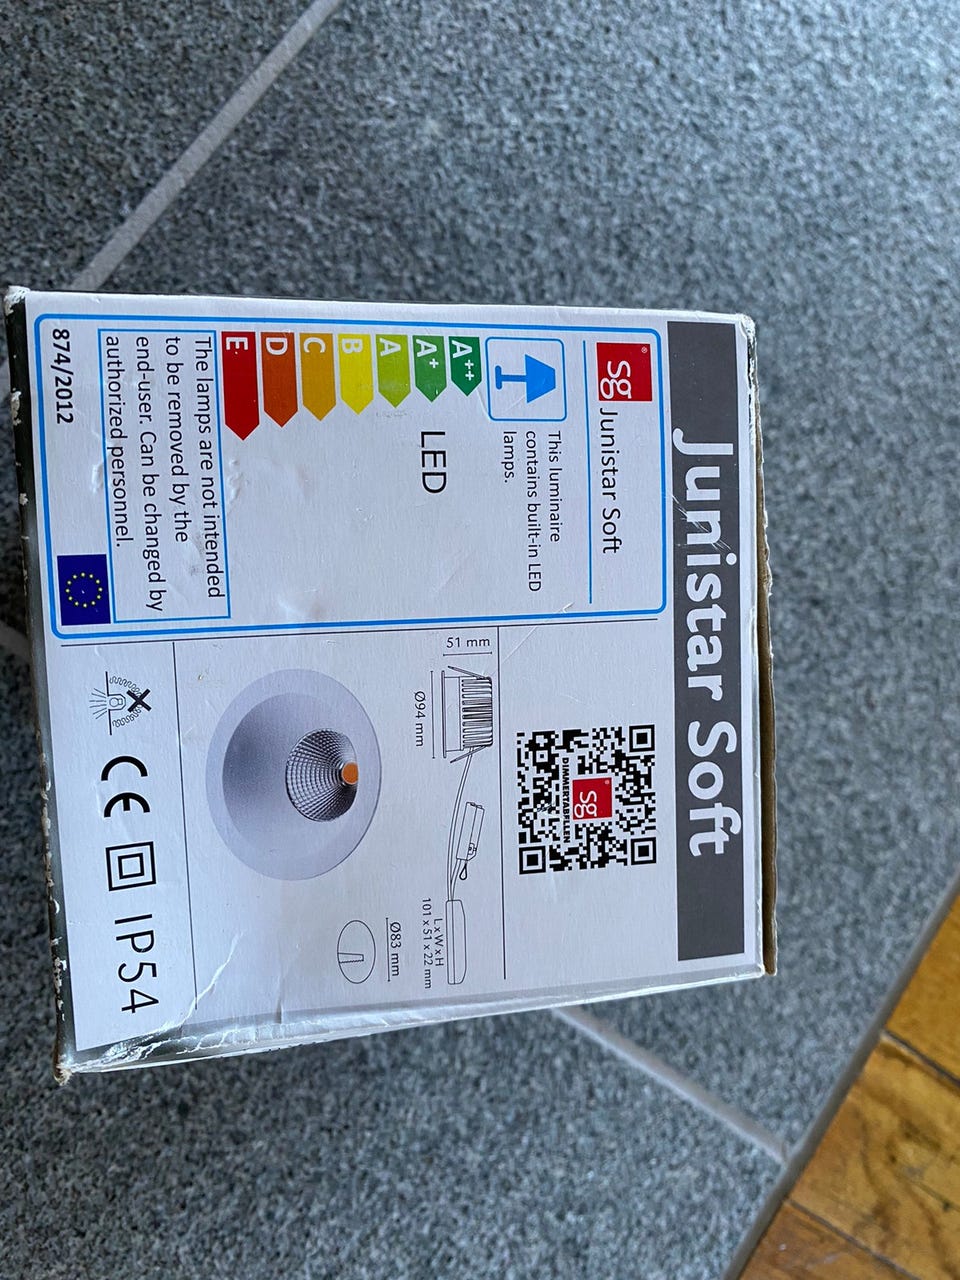 Junistar Soft
sg®
Junistar Soft
This luminaire
contains built-in LED
lamps.
A++
A+
A
B
C
D
E
LED
The lamps are not intended
to be removed by the
end-user. Can be changed by
authorized personnel.
874/2012
sg®
DIMMERTABELLEN
51 mm
Ø94 mm
L x W x H
101 x 51 x 22 mm
Ø83 mm
CE
IP54